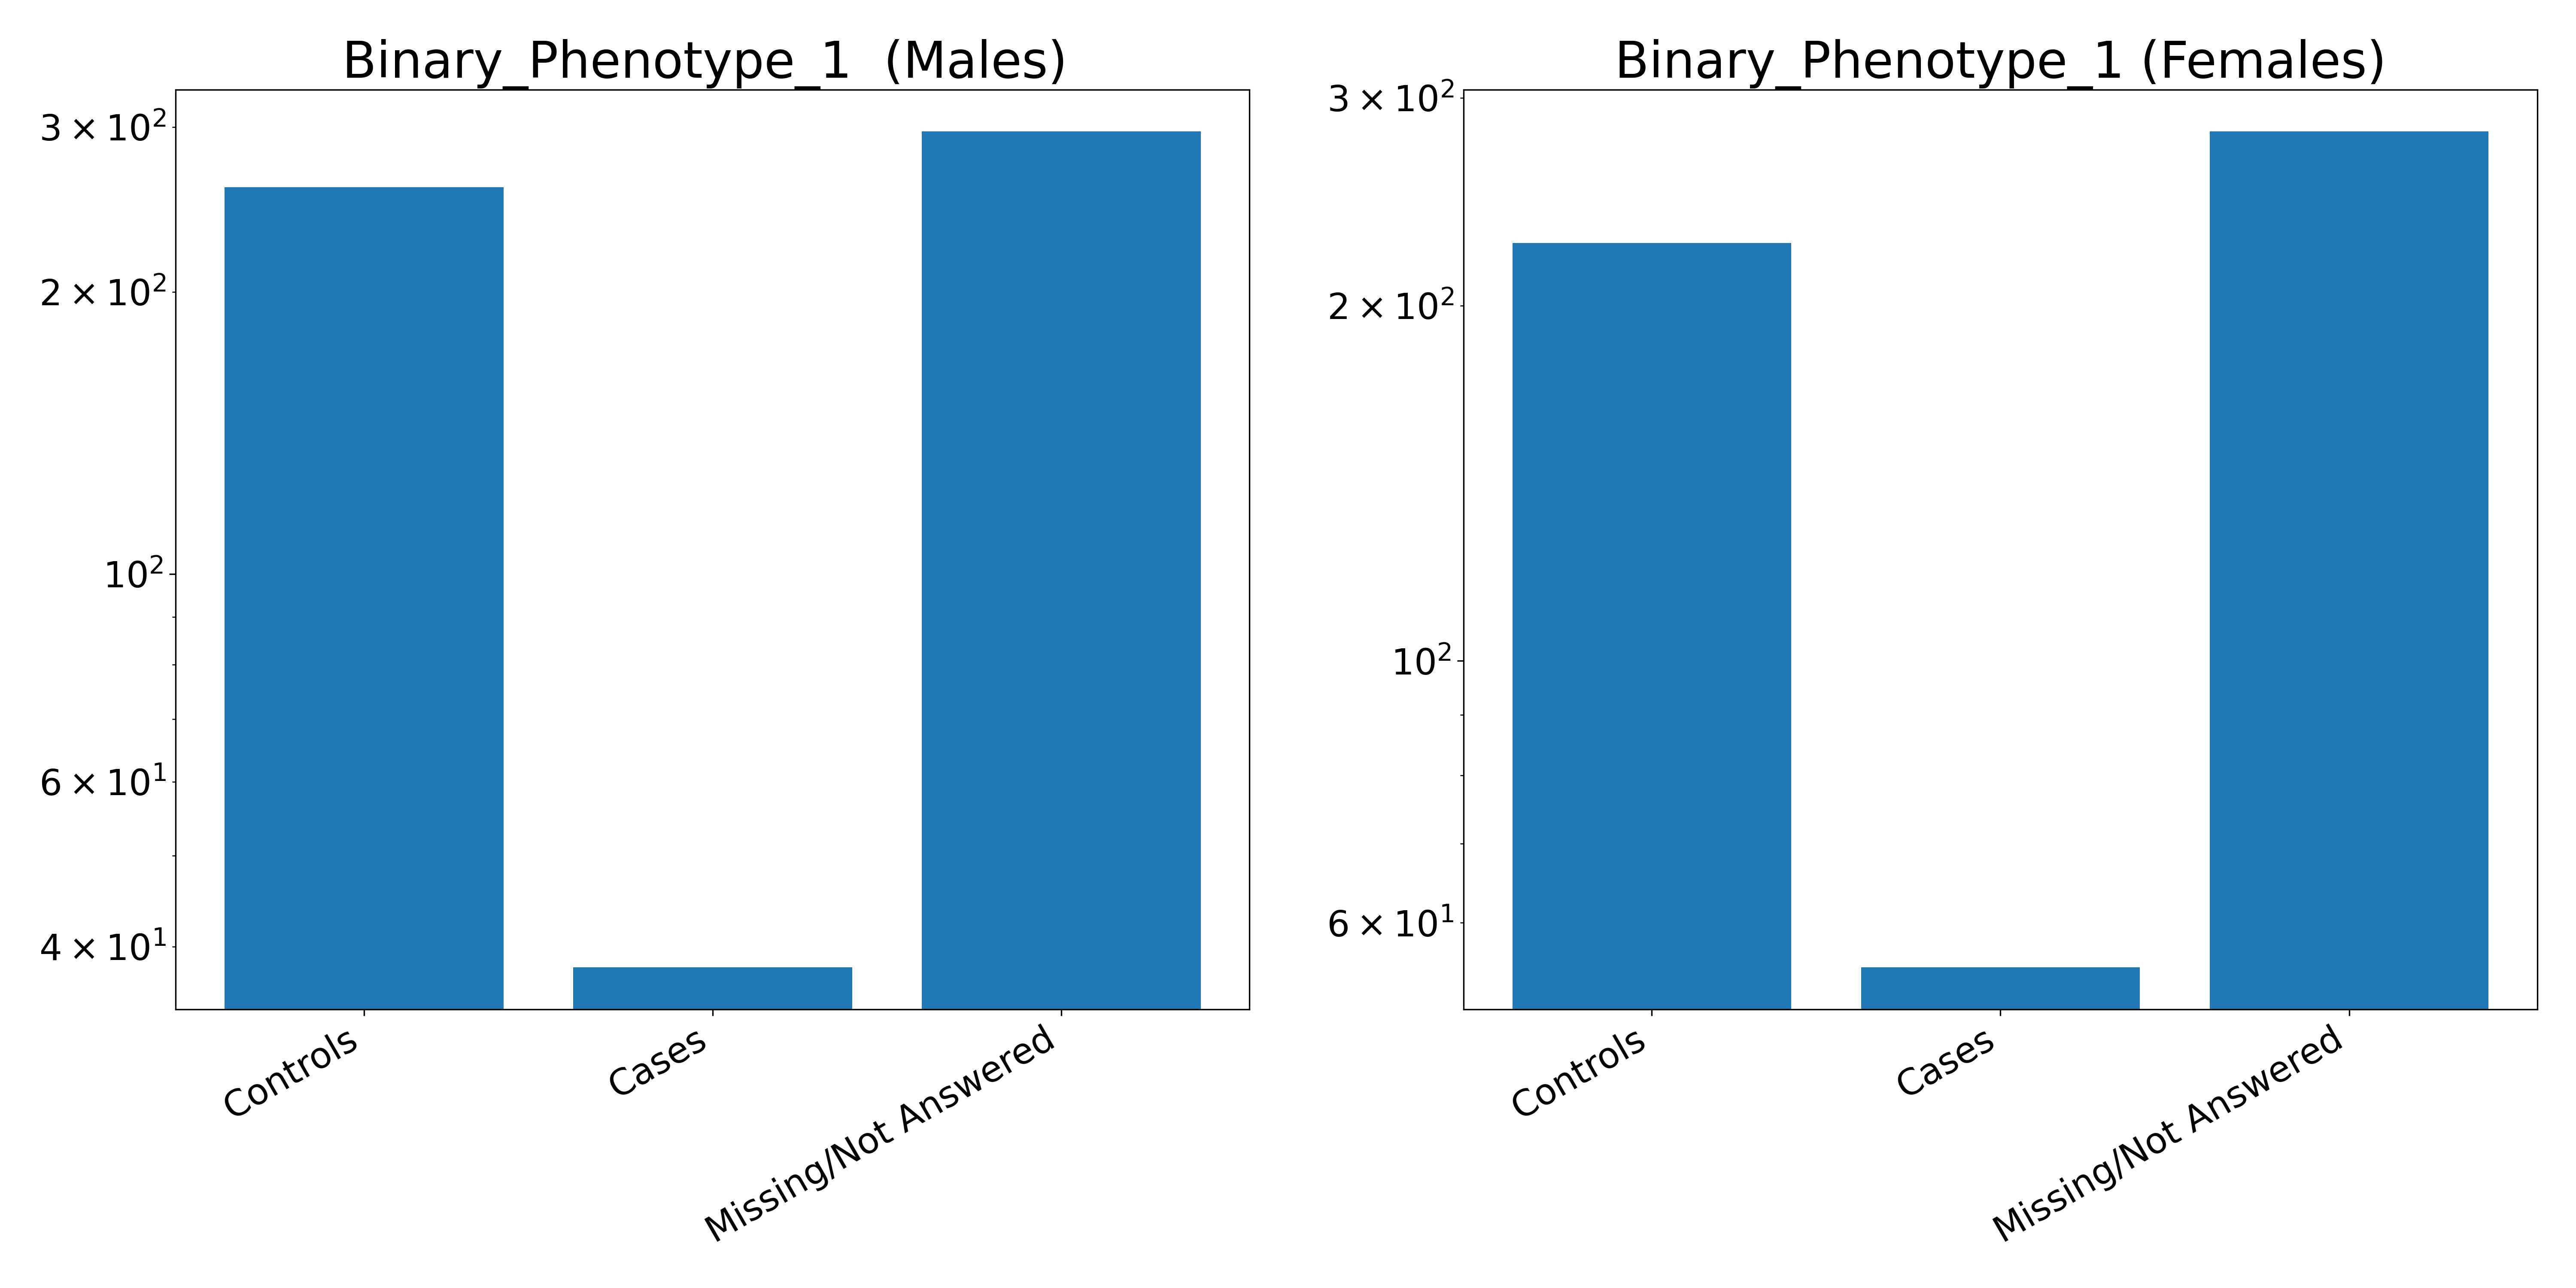 Binary_Phenotype_1  (Males)
3 × 10²
2 × 10²
10²
6 × 10¹
4 × 10¹
Controls
Cases
Missing/Not Answered
Binary_Phenotype_1 (Females)
3 × 10²
2 × 10²
10²
6 × 10¹
Controls
Cases
Missing/Not Answered